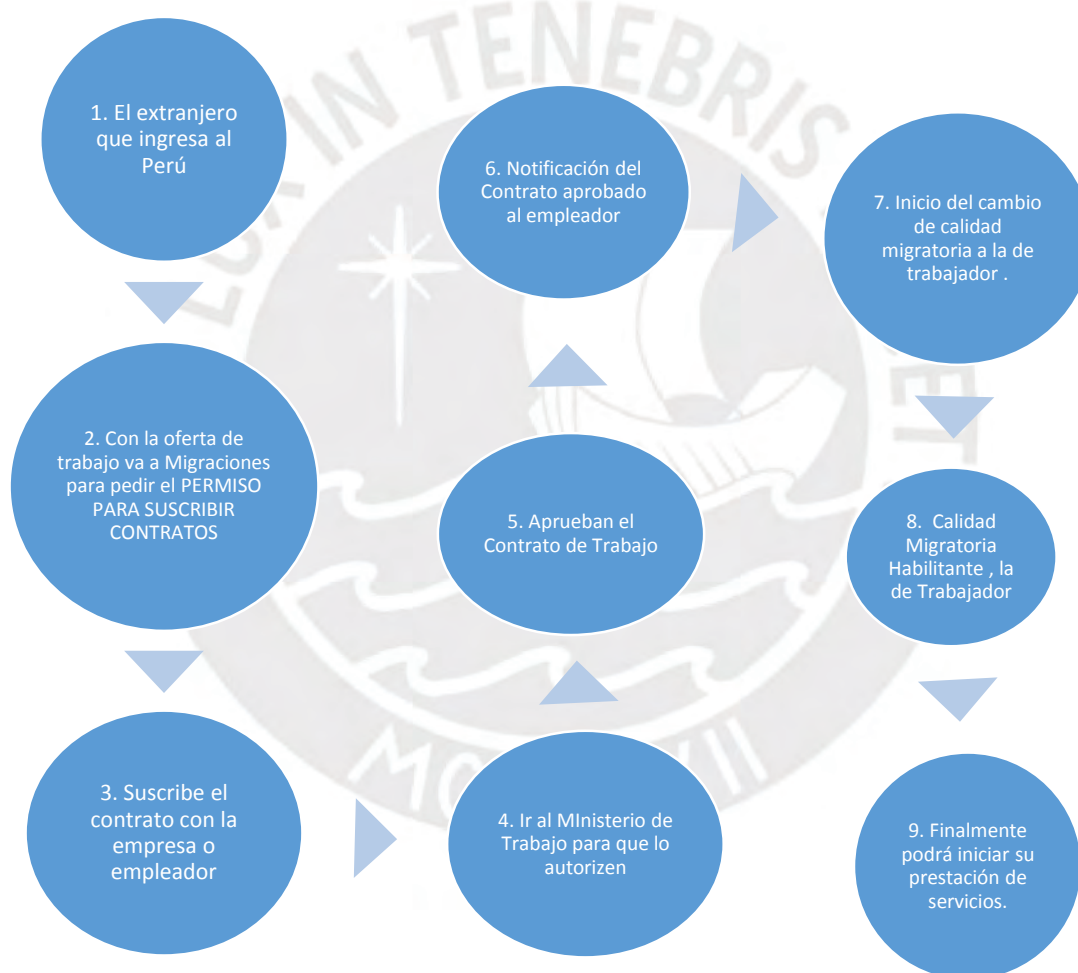 1. El extranjero
que ingresa al
Perú
2. Con la oferta de
trabajo va a Migraciones
para pedir el PERMISO
PARA SUSCRIBIR
CONTRATOS
3. Suscribe el
contrato con la
empresa o
empleador
4. Ir al MInisterio de
Trabajo para que lo
autorizen
5. Aprueban el
Contrato de Trabajo
6. Notificación del
Contrato aprobado
al empleador
7. Inicio del cambio
de calidad
migratoria a la de
trabajador .
8. Calidad
Migratoria
Habilitante , la
de Trabajador
9. Finalmente
podrá iniciar su
prestación de
servicios.
IN TENEBRIS